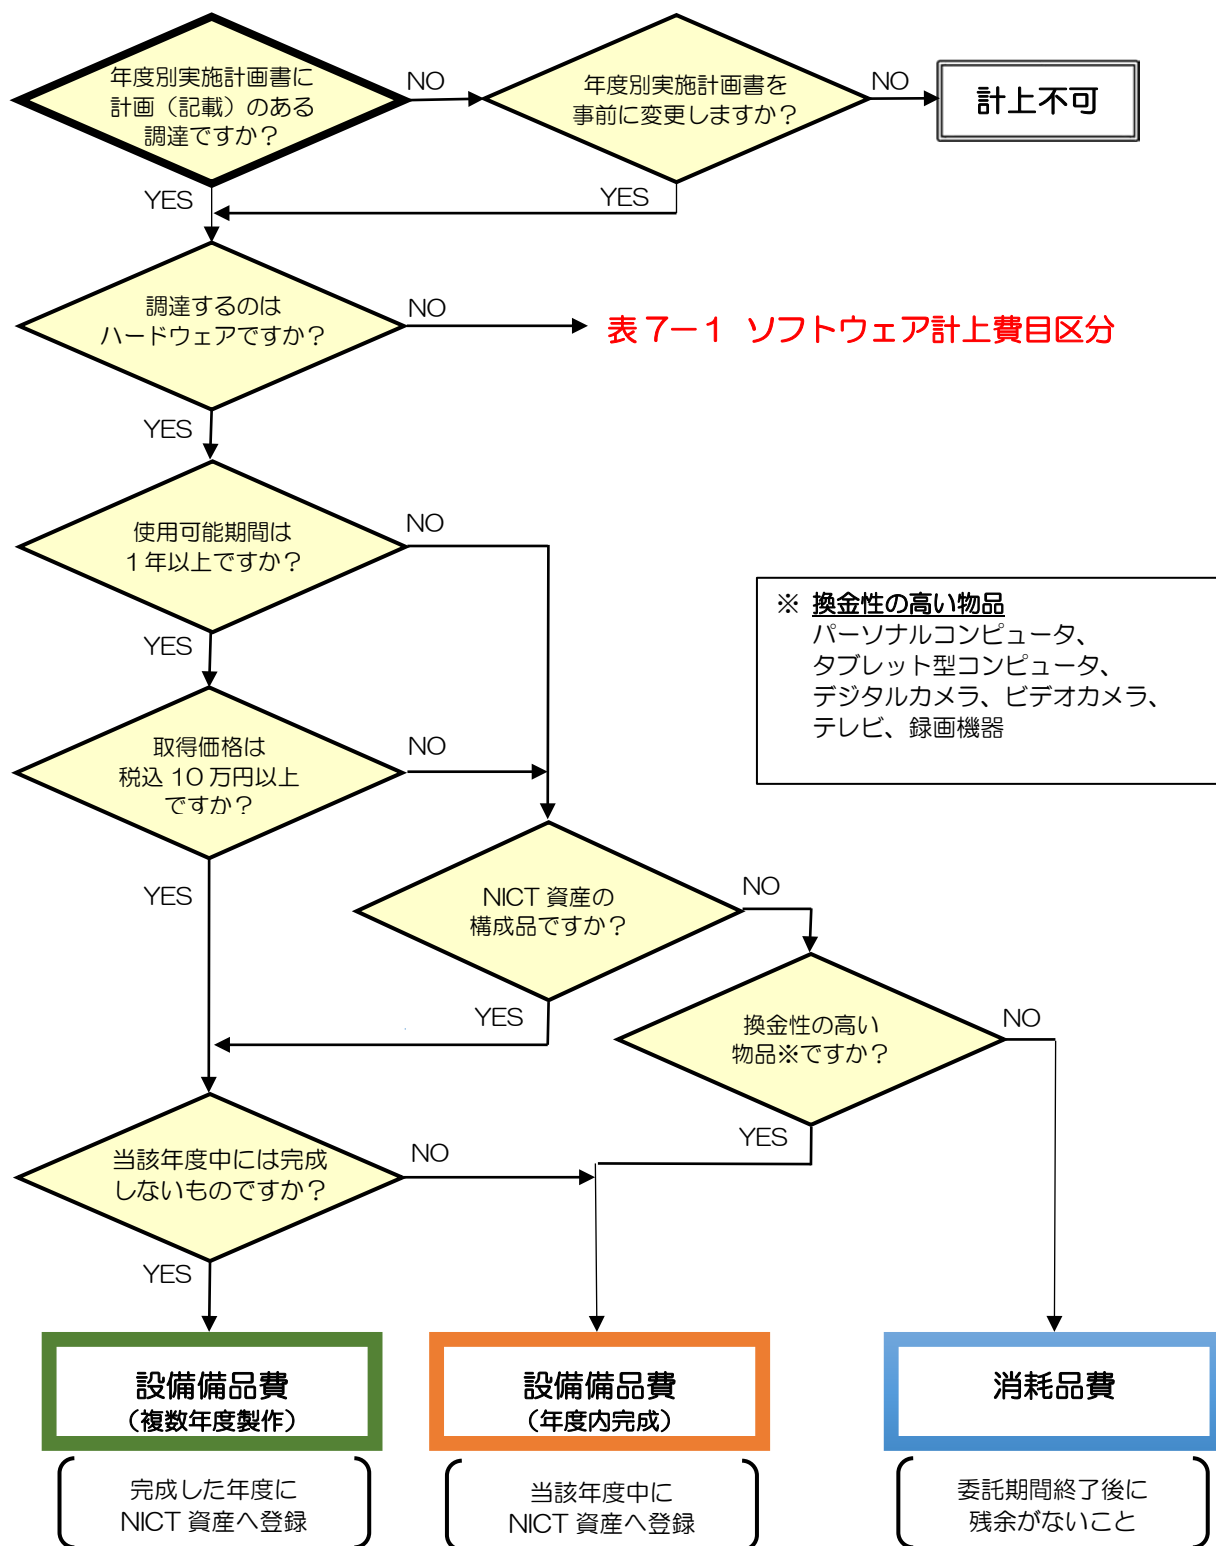 年度別実施計画書に
計画（記載）のある
調達ですか？
NO
年度別実施計画書を
事前に変更しますか？
NO
計上不可
YES
YES
調達するのは
ハードウェアですか？
NO
表 7－1 ソフトウェア計上費目区分
YES
使用可能期間は
1 年以上ですか？
NO
YES
※ 換金性の高い物品
パーソナルコンピュータ、
タブレット型コンピュータ、
デジタルカメラ、ビデオカメラ、
テレビ、録画機器
取得価格は
税込 10 万円以上
ですか？
NO
YES
NICT 資産の
構成品ですか？
NO
YES
換金性の高い
物品※ですか？
NO
YES
当該年度中には完成
しないものですか？
NO
YES
設備備品費
（複数年度製作）
設備備品費
（年度内完成）
消耗品費
完成した年度に
NICT 資産へ登録
当該年度中に
NICT 資産へ登録
委託期間終了後に
残余がないこと